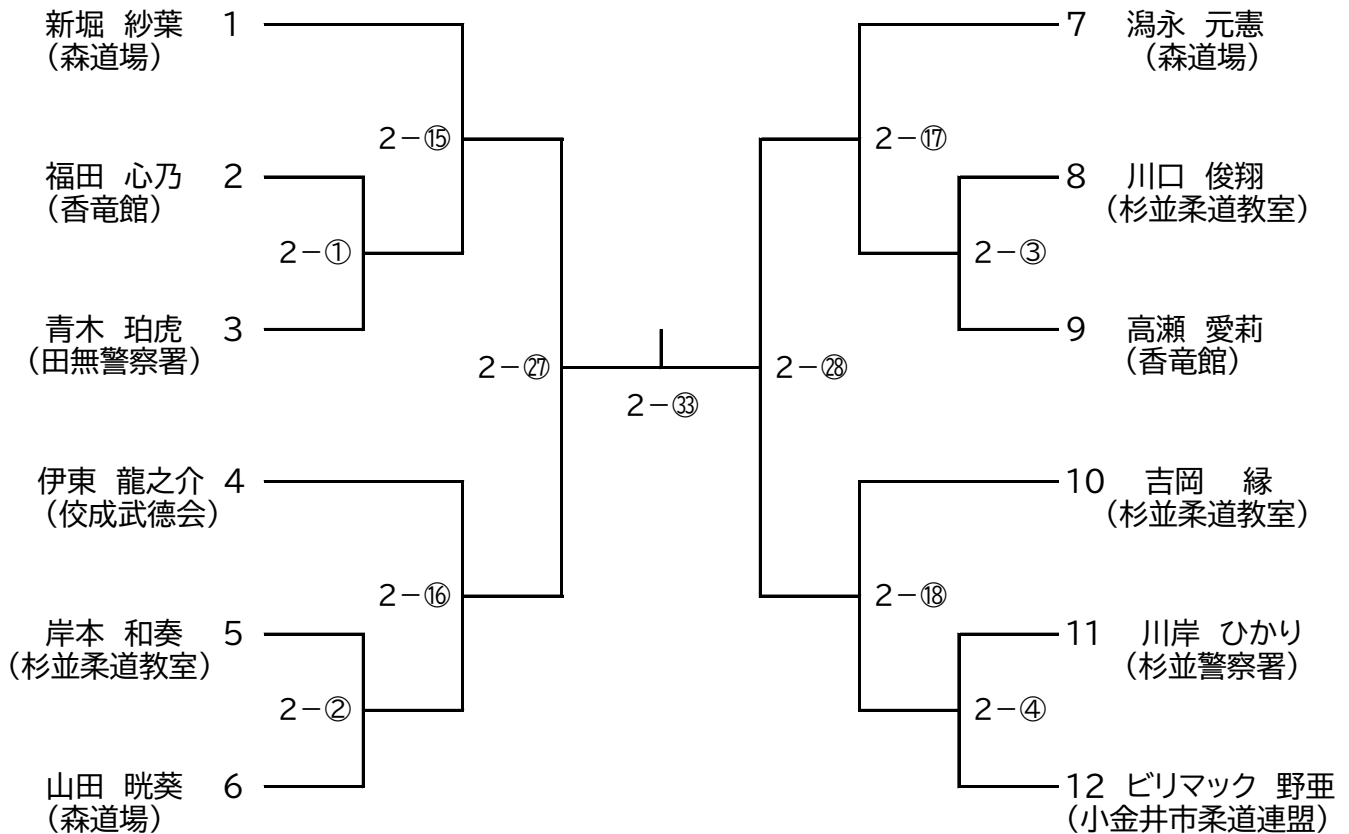 新堀 紗葉 1
（森道場）
2－⑮
福田 心乃 2
（香竜館）
2－①
青木 珀虎 3
（田無警察署）
2－㉗
伊東 龍之介 4
（佼成武徳会）
2－⑯
岸本 和奏 5
（杉並柔道教室）
2－②
山田 晄葵 6
（森道場）
2－㉝
7 潟永 元憲
（森道場）
2－⑰
8 川口 俊翔
（杉並柔道教室）
2－③
9 高瀬 愛莉
（香竜館）
2－㉘
10 吉岡 縁
（杉並柔道教室）
2－⑱
11 川岸 ひかり
（杉並警察署）
2－④
12 ビリマック 野亜
（小金井市柔道連盟）